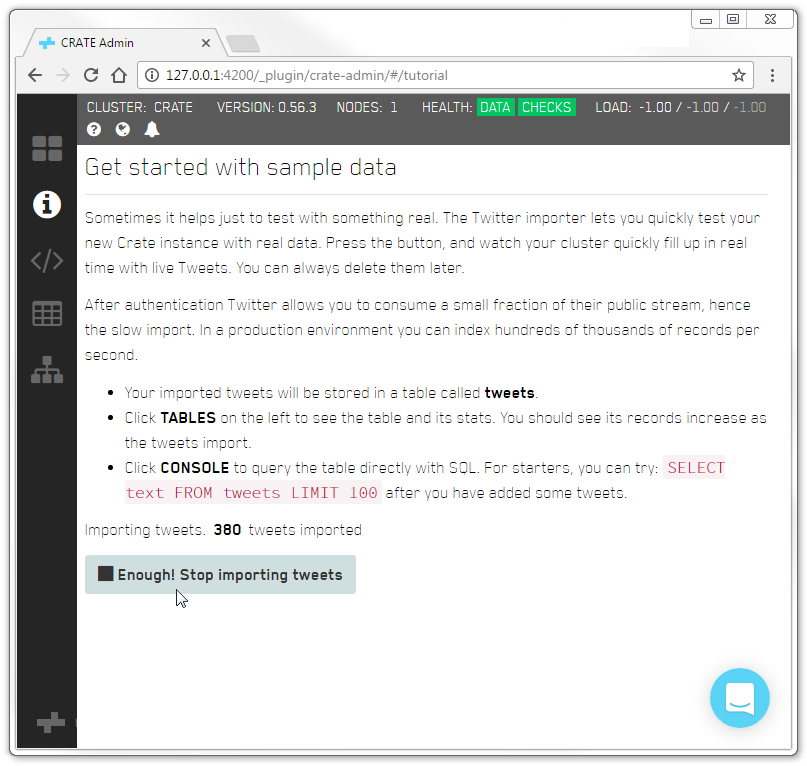 CRATE Admin
127.0.0.1:4200/_plugin/crate-admin/#/tutorial
CLUSTER: CRATE VERSION: 0.56.3 NODES: 1 HEALTH: DATA CHECKS LOAD: -1.00 / -1.00 / -1.00
Get started with sample data
Sometimes it helps just to test with something real. The Twitter importer lets you quickly test your
new Crate instance with real data. Press the button, and watch your cluster quickly fill up in real
time with live Tweets. You can always delete them later.
After authentication Twitter allows you to consume a small fraction of their public stream, hence
the slow import. In a production environment you can index hundreds of thousands of records per
second.
• Your imported tweets will be stored in a table called tweets.
• Click TABLES on the left to see the table and its stats. You should see its records increase as
the tweets import.
• Click CONSOLE to query the table directly with SQL. For starters, you can try: SELECT
text FROM tweets LIMIT 100 after you have added some tweets.
Importing tweets. 380 tweets imported
Enough! Stop importing tweets